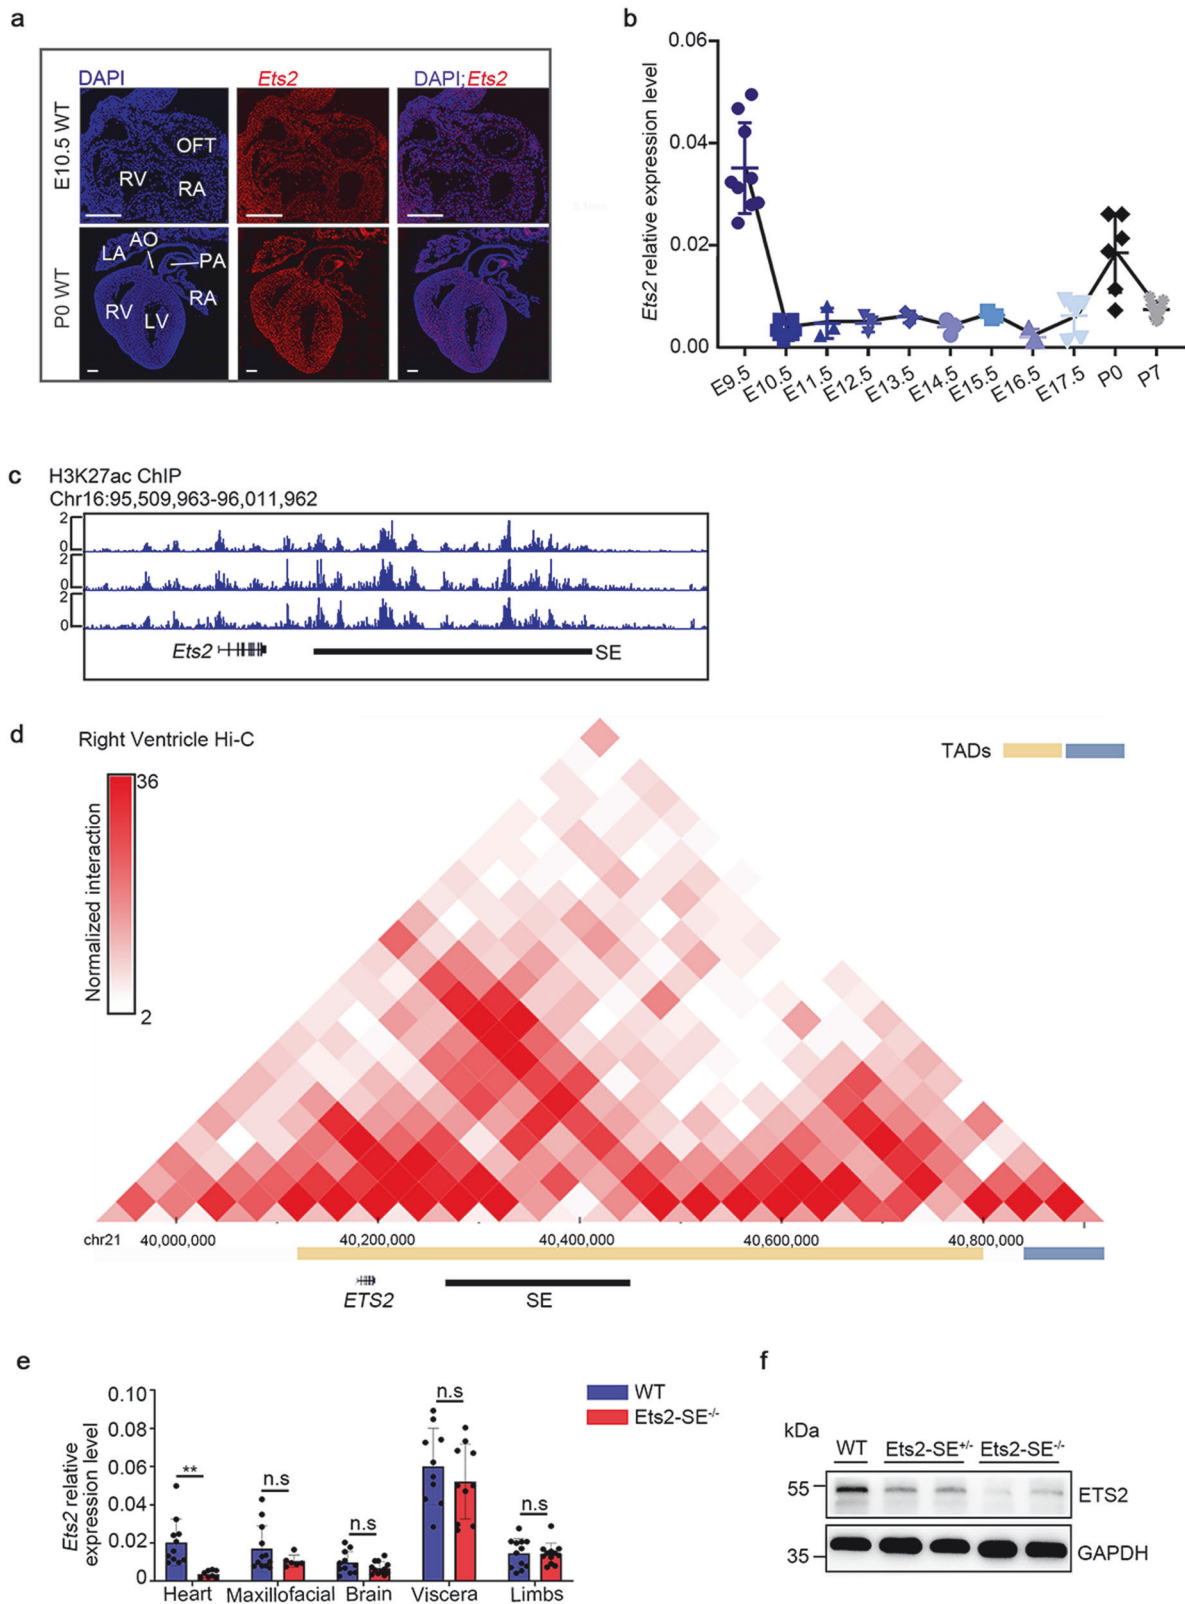 a
DAPI
Ets2
DAPI;Ets2
E10.5 WT
OFT
RV
RA
P0 WT
AO
LA
PA
RA
RV
LV
b
Ets2 relative expression level
0.06
0.04
0.02
0.00
E9.5
E10.5
E11.5
E12.5
E13.5
E14.5
E15.5
E16.5
E17.5
P0
P7
c
H3K27ac ChIP
Chr16:95,509,963-96,011,962
2
0
2
0
2
0
Ets2
SE
d
Right Ventricle Hi-C
TADs
Normalized interaction
36
2
chr21
40,000,000
40,200,000
40,400,000
40,600,000
40,800,000
ETS2
SE
e
Ets2 relative
expression level
0.10
0.08
0.06
0.04
0.02
0
**
n.s
n.s
n.s
n.s
Heart
Maxillofacial
Brain
Viscera
Limbs
WT
Ets2-SE-/-
f
kDa
WT
Ets2-SE+/-
Ets2-SE-/-
55
ETS2
35
GAPDH